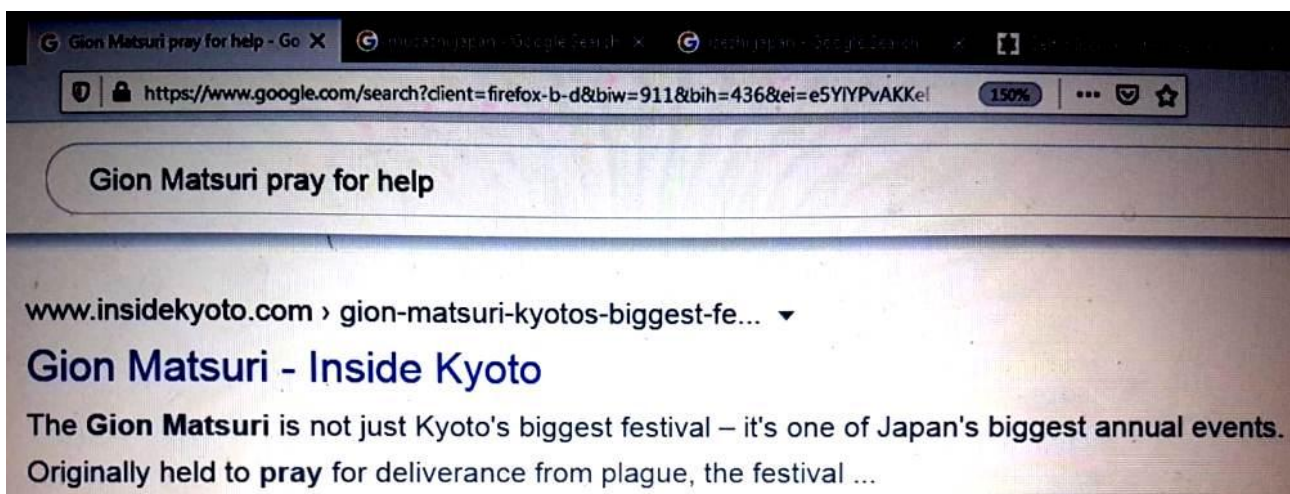 Gion Matsuri pray for help - Go
Google Search
https://www.google.com/search?client=firefox-b-d&biw=911&bih=436&ei=e5YlYPvAKKe
150%
Gion Matsuri pray for help
www.insidekyoto.com › gion-matsuri-kyotos-biggest-fe...
Gion Matsuri - Inside Kyoto
The Gion Matsuri is not just Kyoto's biggest festival – it's one of Japan's biggest annual events.
Originally held to pray for deliverance from plague, the festival ...